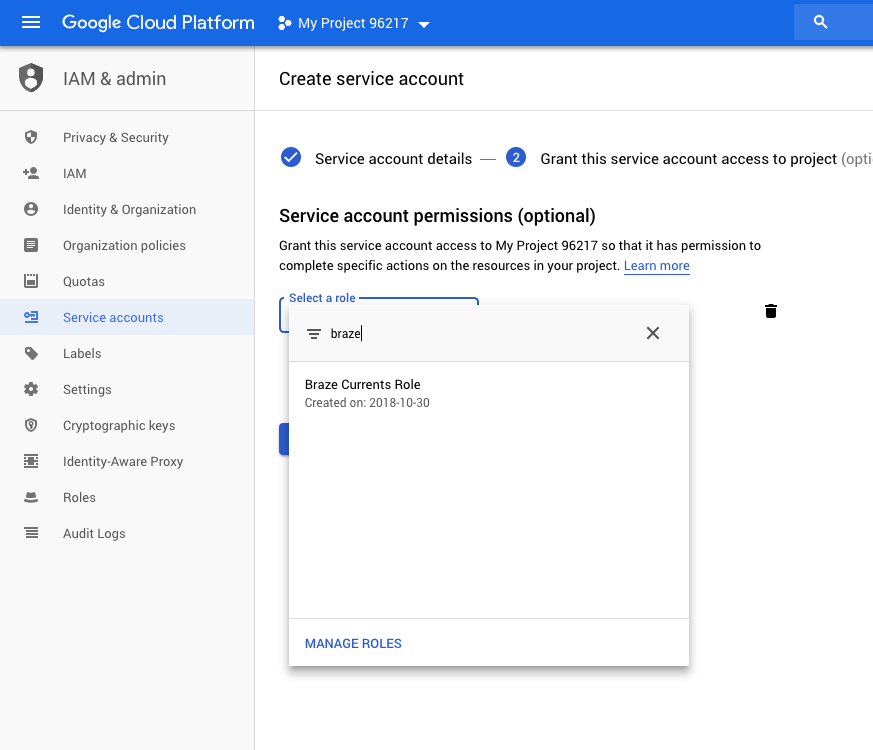 Google Cloud Platform
My Project 96217
IAM & admin
Create service account
Privacy & Security
IAM
Identity & Organization
Organization policies
Quotas
Service accounts
Labels
Settings
Cryptographic keys
Identity-Aware Proxy
Roles
Audit Logs
Service account details — 2 Grant this service account access to project (opti
Service account permissions (optional)
Grant this service account access to My Project 96217 so that it has permission to
complete specific actions on the resources in your project. Learn more
Select a role
braze
Braze Currents Role
Created on: 2018-10-30
MANAGE ROLES